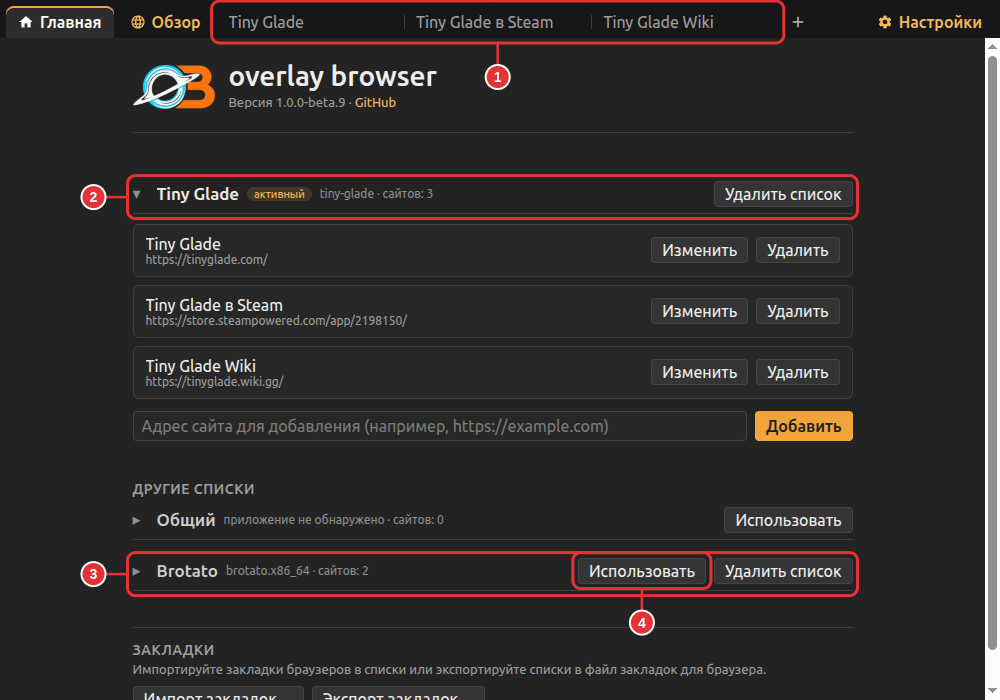 Главная Обзор Tiny Glade Tiny Glade в Steam Tiny Glade Wiki + Настройки
1
overlay browser
Версия 1.0.0-beta.9 · GitHub
2
Tiny Glade активный tiny-glade · сайтов: 3 Удалить список
Tiny Glade
https://tinyglade.com/
Изменить Удалить
Tiny Glade в Steam
https://store.steampowered.com/app/2198150/
Изменить Удалить
Tiny Glade Wiki
https://tinyglade.wiki.gg/
Изменить Удалить
Адрес сайта для добавления (например, https://example.com) Добавить
ДРУГИЕ СПИСКИ
Общий приложение не обнаружено · сайтов: 0 Использовать
3
Brotato brotato.x86_64 · сайтов: 2 Использовать Удалить список
4
ЗАКЛАДКИ
Импортируйте закладки браузеров в списки или экспортируйте списки в файл закладок для браузера.
Импорт закладок Экспорт закладок